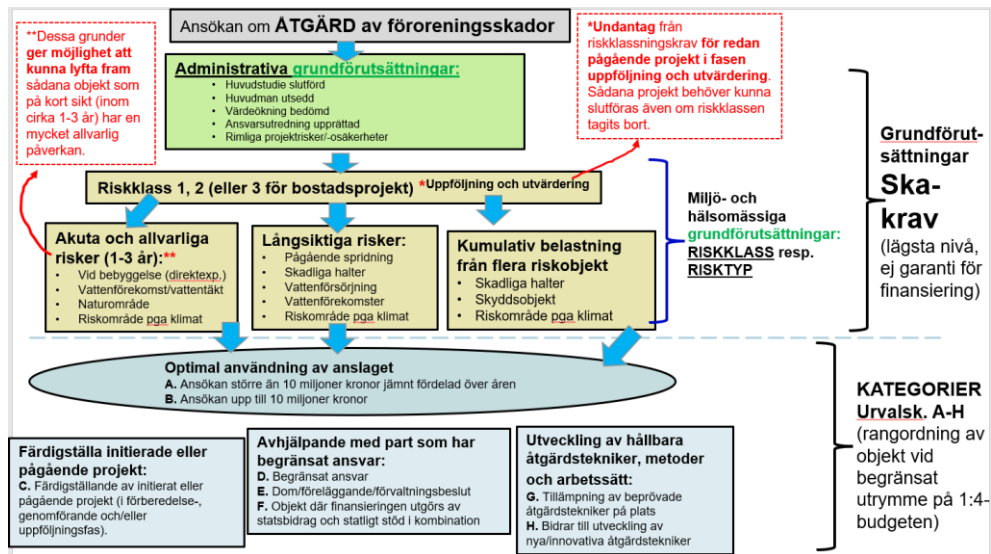 Ansökan om ÅTGÄRD av föroreningsskador
**Dessa grunder
ger möjlighet att
kunna lyfta fram
sådana objekt som
på kort sikt (inom
cirka 1-3 år) har en
mycket allvarlig
påverkan.
Administrativa grundförutsättningar:
• Huvudstudie slutförd
• Huvudman utsedd
• Värdeökning bedömd
• Ansvarsutredning upprättad
• Rimliga projektrisker/-osäkerheter
*Undantag från
riskklassningskrav för redan
pågående projekt i fasen
uppföljning och utvärdering.
Sådana projekt behöver kunna
slutföras även om riskklassen
tagits bort.
Riskklass 1, 2 (eller 3 för bostadsprojekt) *Uppföljning och utvärdering
Akuta och allvarliga
risker (1-3 år):**
• Vid bebyggelse (direktexp.)
• Vattenförekomst/vattentäkt
• Naturområde
• Riskområde pga klimat
Långsiktiga risker:
• Pågående spridning
• Skadliga halter
• Vattenförsörjning
• Vattenförekomster
• Riskområde pga klimat
Kumulativ belastning
från flera riskobjekt
• Skadliga halter
• Skyddsobjekt
• Riskområde pga klimat
Miljö- och
hälsomässiga
grundförutsättningar:
RISKKLASS resp.
RISKTYP
Grundförut-
sättningar
Ska-
krav
(lägsta nivå,
ej garanti för
finansiering)
Optimal användning av anslaget
A. Ansökan större än 10 miljoner kronor jämnt fördelad över åren
B. Ansökan upp till 10 miljoner kronor
Färdigställa initierade eller
pågående projekt:
C. Färdigställande av initierat eller
pågående projekt (i förberedelse-,
genomförande och/eller
uppföljningsfas).
Avhjälpande med part som har
begränsat ansvar:
D. Begränsat ansvar
E. Dom/föreläggande/förvaltningsbeslut
F. Objekt där finansieringen utgörs av
statsbidrag och statligt stöd i kombination
Utveckling av hållbara
åtgärdstekniker, metoder
och arbetssätt:
G. Tillämpning av beprövade
åtgärdstekniker på plats
H. Bidrar till utveckling av
nya/innovativa åtgärdstekniker
KATEGORIER
Urvalsk. A-H
(rangordning av
objekt vid
begränsat
utrymme på 1:4-
budgeten)